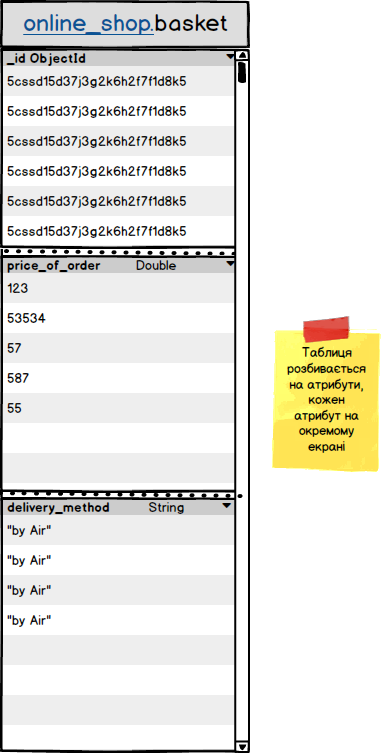 online_shop.basket
_id ObjectId
5cssd15d37j3g2k6h2f7f1d8k5
5cssd15d37j3g2k6h2f7f1d8k5
5cssd15d37j3g2k6h2f7f1d8k5
5cssd15d37j3g2k6h2f7f1d8k5
5cssd15d37j3g2k6h2f7f1d8k5
5cssd15d37j3g2k6h2f7f1d8k5
price_of_order Double
123
53534
57
587
55
delivery_method String
"by Air"
"by Air"
"by Air"
"by Air"
Таблиця
розбивається
на атрибути,
кожен
атрибут на
окремому
екрані